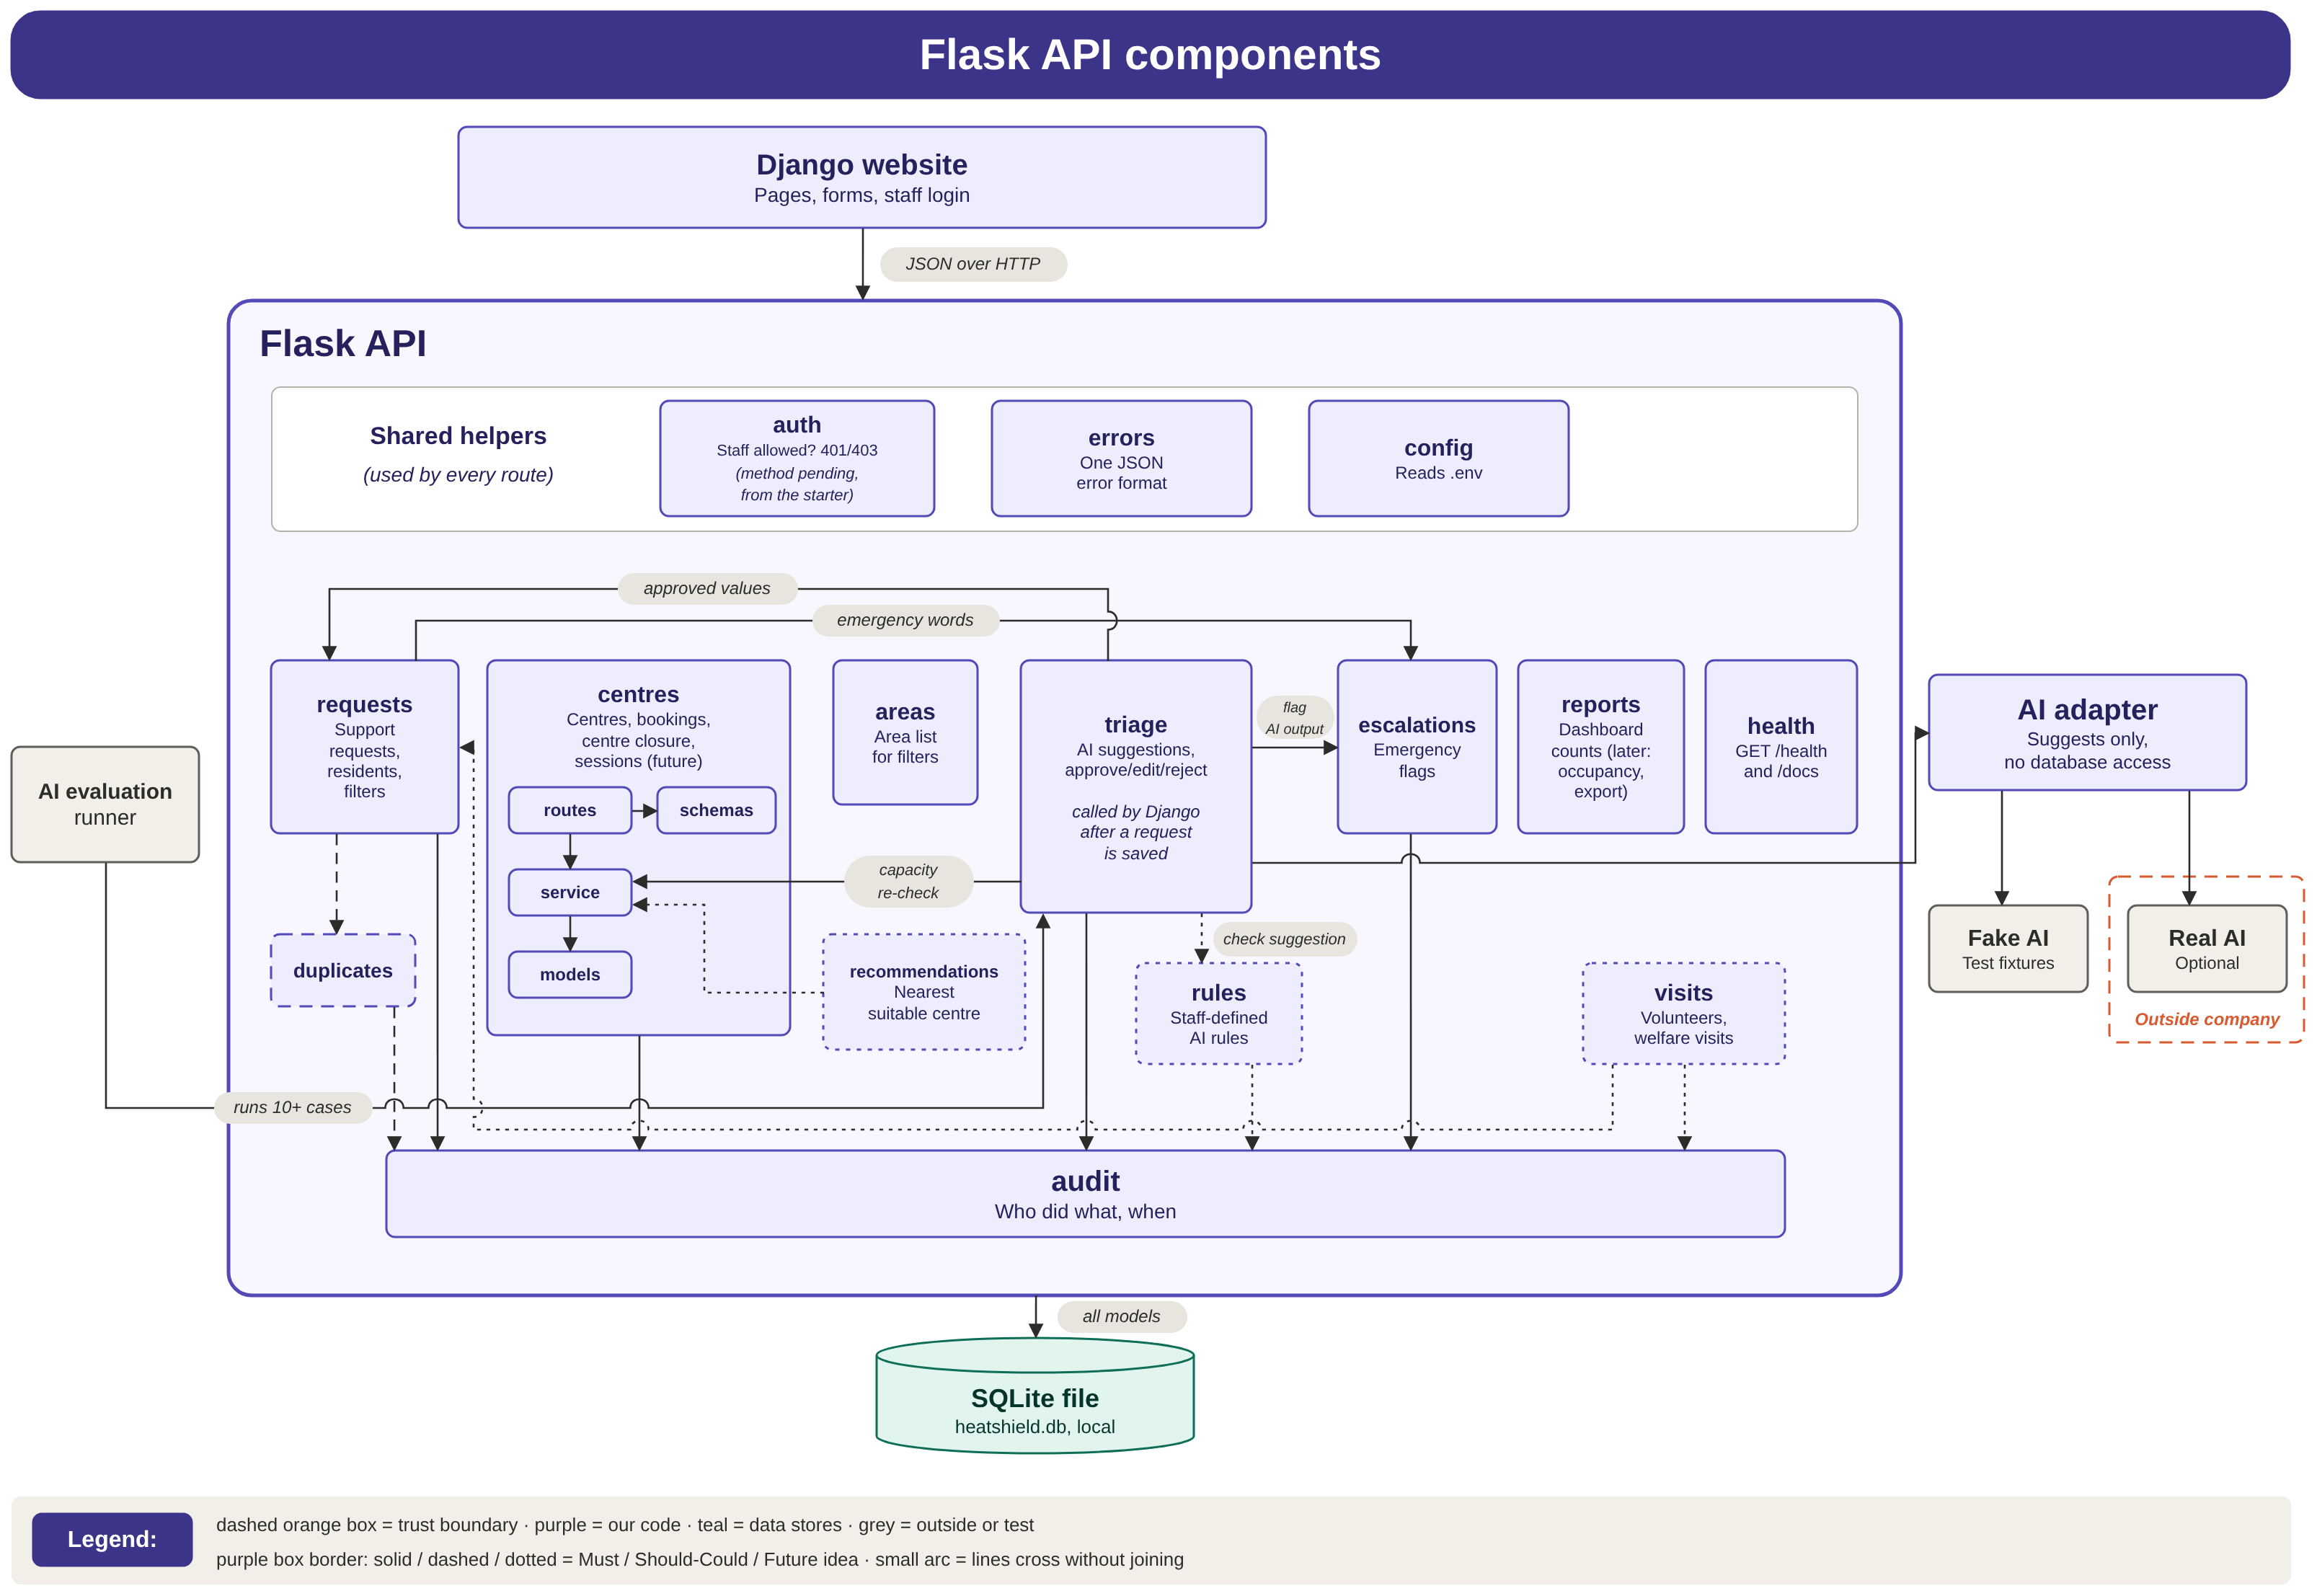 Flask API components
Django website
Pages, forms, staff login
JSON over HTTP
Flask API
Shared helpers
(used by every route)
auth
Staff allowed? 401/403
(method pending,
from the starter)
errors
One JSON
error format
config
Reads .env
approved values
emergency words
requests
Support
requests,
residents,
filters
centres
Centres, bookings,
centre closure,
sessions (future)
routes
schemas
service
models
areas
Area list
for filters
triage
AI suggestions,
approve/edit/reject
called by Django
after a request
is saved
flag
AI output
escalations
Emergency
flags
reports
Dashboard
counts (later:
occupancy,
export)
health
GET /health
and /docs
AI adapter
Suggests only,
no database access
AI evaluation
runner
capacity
re-check
check suggestion
duplicates
recommendations
Nearest
suitable centre
rules
Staff-defined
AI rules
visits
Volunteers,
welfare visits
Fake AI
Test fixtures
Real AI
Optional
Outside company
runs 10+ cases
audit
Who did what, when
all models
SQLite file
heatshield.db, local
Legend:
dashed orange box = trust boundary · purple = our code · teal = data stores · grey = outside or test
purple box border: solid / dashed / dotted = Must / Should-Could / Future idea · small arc = lines cross without joining